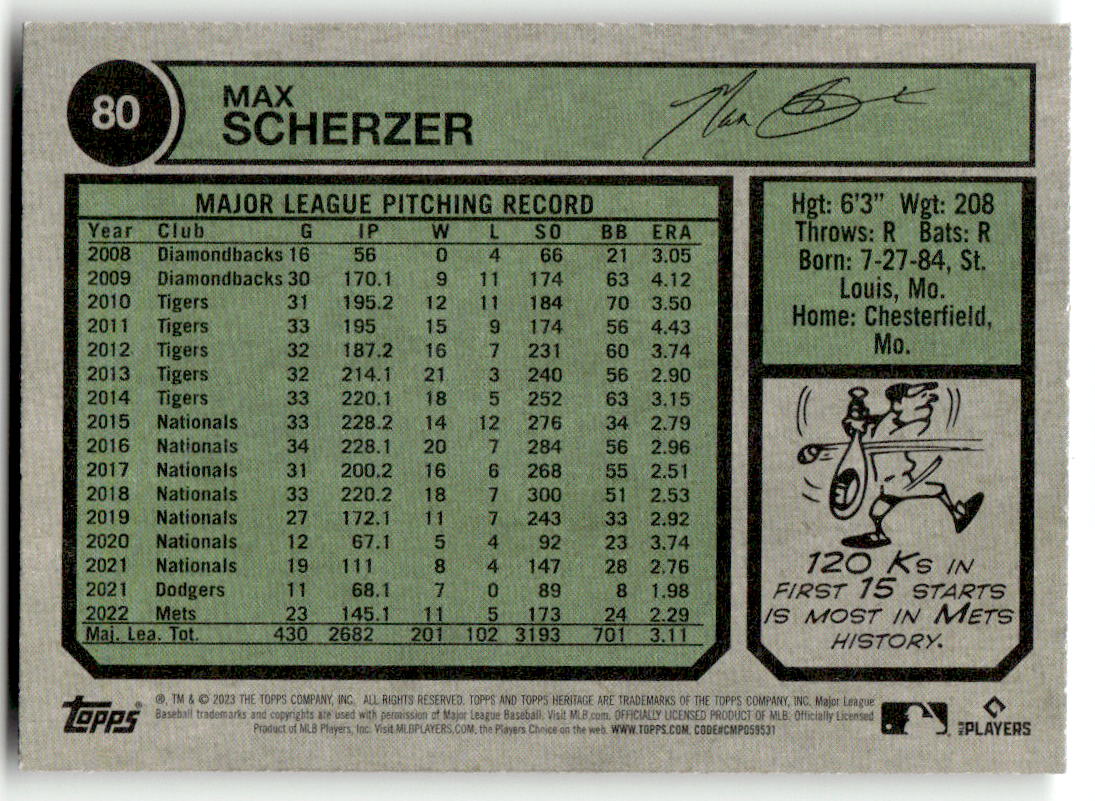 80
MAX
SCHERZER
Max S
MAJOR LEAGUE PITCHING RECORD
Year Club G IP W L SO BB ERA
2008 Diamondbacks 16 56 0 4 66 21 3.05
2009 Diamondbacks 30 170.1 9 11 174 63 4.12
2010 Tigers 31 195.2 12 11 184 70 3.50
2011 Tigers 33 195 15 9 174 56 4.43
2012 Tigers 32 187.2 16 7 231 60 3.74
2013 Tigers 32 214.1 21 3 240 56 2.90
2014 Tigers 33 220.1 18 5 252 63 3.15
2015 Nationals 33 228.2 14 12 276 34 2.79
2016 Nationals 34 228.1 20 7 284 56 2.96
2017 Nationals 31 200.2 16 6 268 55 2.51
2018 Nationals 33 220.2 18 7 300 51 2.53
2019 Nationals 27 172.1 11 7 243 33 2.92
2020 Nationals 12 67.1 5 4 92 23 3.74
2021 Nationals 19 111 8 4 147 28 2.76
2021 Dodgers 11 68.1 7 0 89 8 1.98
2022 Mets 23 145.1 11 5 173 24 2.29
Maj. Lea. Tot. 430 2682 201 102 3193 701 3.11
Hgt: 6'3" Wgt: 208
Throws: R Bats: R
Born: 7-27-84, St.
Louis, Mo.
Home: Chesterfield,
Mo.
120 Ks IN
FIRST 15 STARTS
IS MOST IN METS
HISTORY.
topps®
®, TM & © 2023 THE TOPPS COMPANY, INC. ALL RIGHTS RESERVED. TOPPS AND TOPPS HERITAGE ARE TRADEMARKS OF THE TOPPS COMPANY, INC. Major League
Baseball trademarks and copyrights are used with permission of Major League Baseball. Visit MLB.com. OFFICIALLY LICENSED PRODUCT OF MLB. Officially Licensed
Product of MLB Players, Inc. Visit MLBPLAYERS.COM, the Players Choice on the web. WWW.TOPPS.COM. CODE#CMP059531
MLB PLAYERS